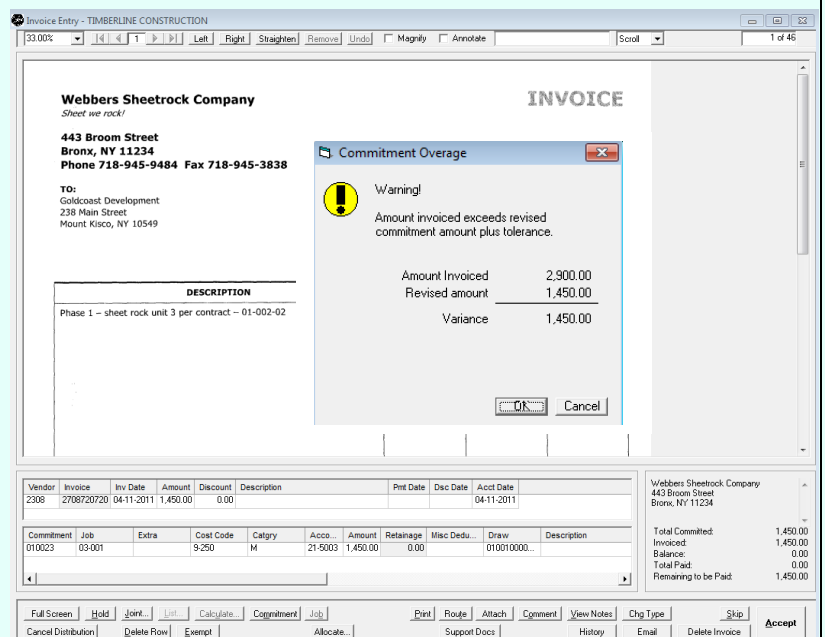 Invoice Entry - TIMBERLINE CONSTRUCTION
33.00% 1 Left Right Straighten Remove Undo Magnify Annotate Scroll 1 of 46
Webbers Sheetrock Company INVOICE
Sheet we rock!
443 Broom Street
Bronx, NY 11234
Phone 718-945-9484 Fax 718-945-3838
TO:
Goldcoast Development
238 Main Street
Mount Kisco, NY 10549
DESCRIPTION
Phase 1 – sheet rock unit 3 per contract – 01-002-02
Commitment Overage
Warning!
Amount invoiced exceeds revised
commitment amount plus tolerance.
Amount Invoiced 2,900.00
Revised amount 1,450.00
Variance 1,450.00
OK Cancel
Vendor Invoice Inv Date Amount Discount Description Pmt Date Dsc Date Acct Date
2308 2708720720 04-11-2011 1,450.00 0.00 04-11-2011
Commitment Job Extra Cost Code Catgry Acco... Amount Retainage Misc Dedu... Draw Description
010023 03-001 9-250 M 21-5003 1,450.00 0.00 010010000...
Webbers Sheetrock Company
443 Broom Street
Bronx, NY 11234
Total Committed: 1,450.00
Invoiced: 1,450.00
Balance: 0.00
Total Paid: 0.00
Remaining to be Paid: 1,450.00
Full Screen Hold Joint... List... Calculate... Commitment Job Print Route Attach Comment View Notes Chg Type Skip Accept
Cancel Distribution Delete Row Exempt Allocate... Support Docs History Email Delete Invoice